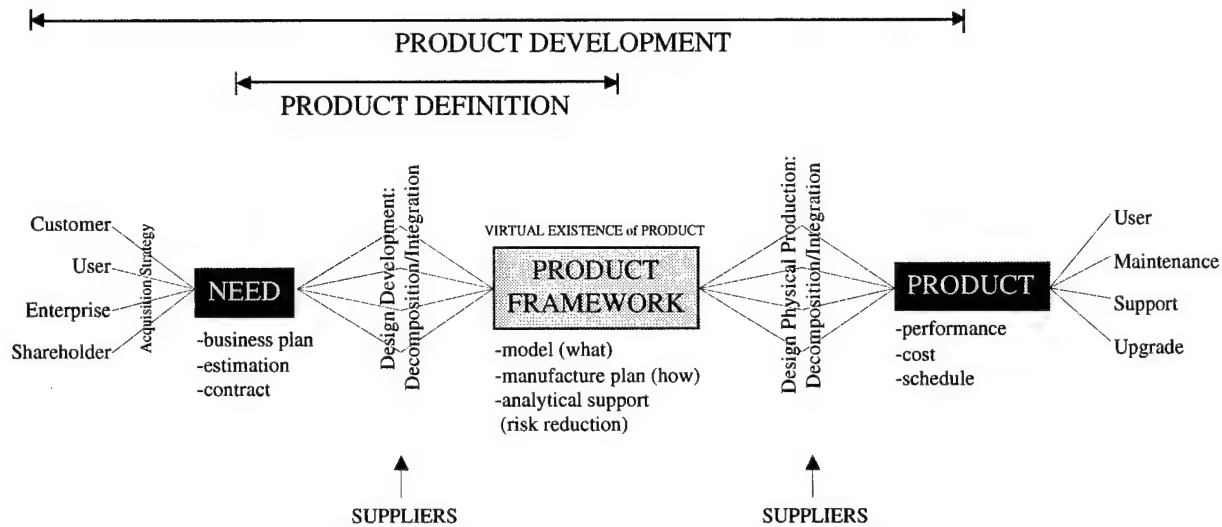 PRODUCT DEVELOPMENT
PRODUCT DEFINITION
Customer
User
Enterprise
Shareholder
Acquisition/Strategy
NEED
-business plan
-estimation
-contract
Design/Development:
Decomposition/Integration
SUPPLIERS
VIRTUAL EXISTENCE of PRODUCT
PRODUCT
FRAMEWORK
-model (what)
-manufacture plan (how)
-analytical support
(risk reduction)
Design Physical Production:
Decomposition/Integration
SUPPLIERS
PRODUCT
-performance
-cost
-schedule
User
Maintenance
Support
Upgrade